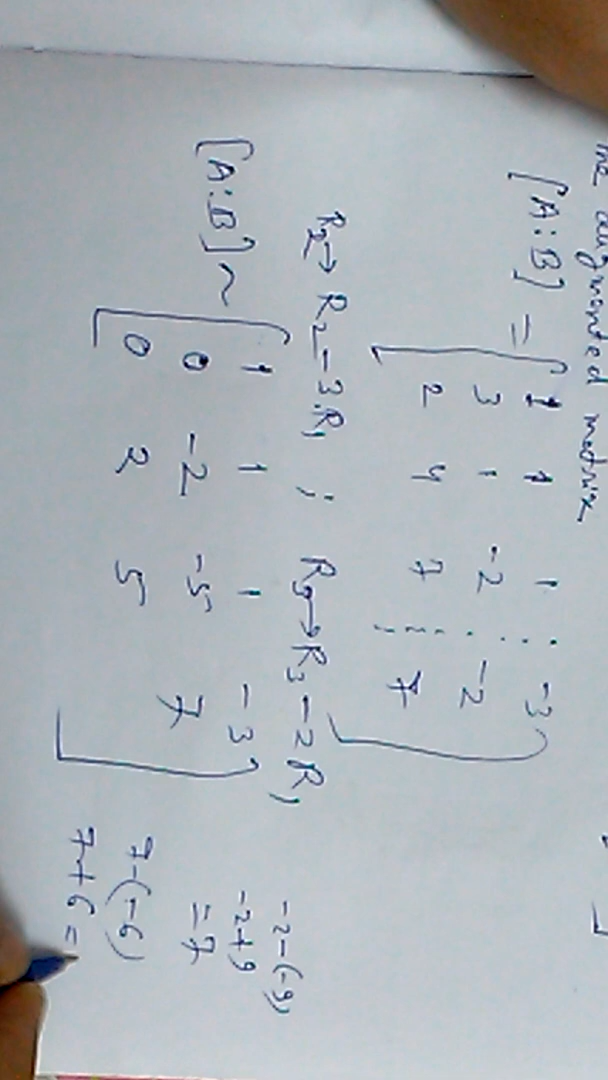 The augmented matrix
[A:B] = [ 1 1 1 : -3
3 1 -2 : -2
2 4 7 : 7 ]
R2 → R2 - 3R1 ; R3 → R3 - 2R1
[A:B] ~ [ 1 1 1 -3
0 -2 -5 7
0 2 5 ]
-2-(-9)
-2+9
=7
7-(-6)
7+6=